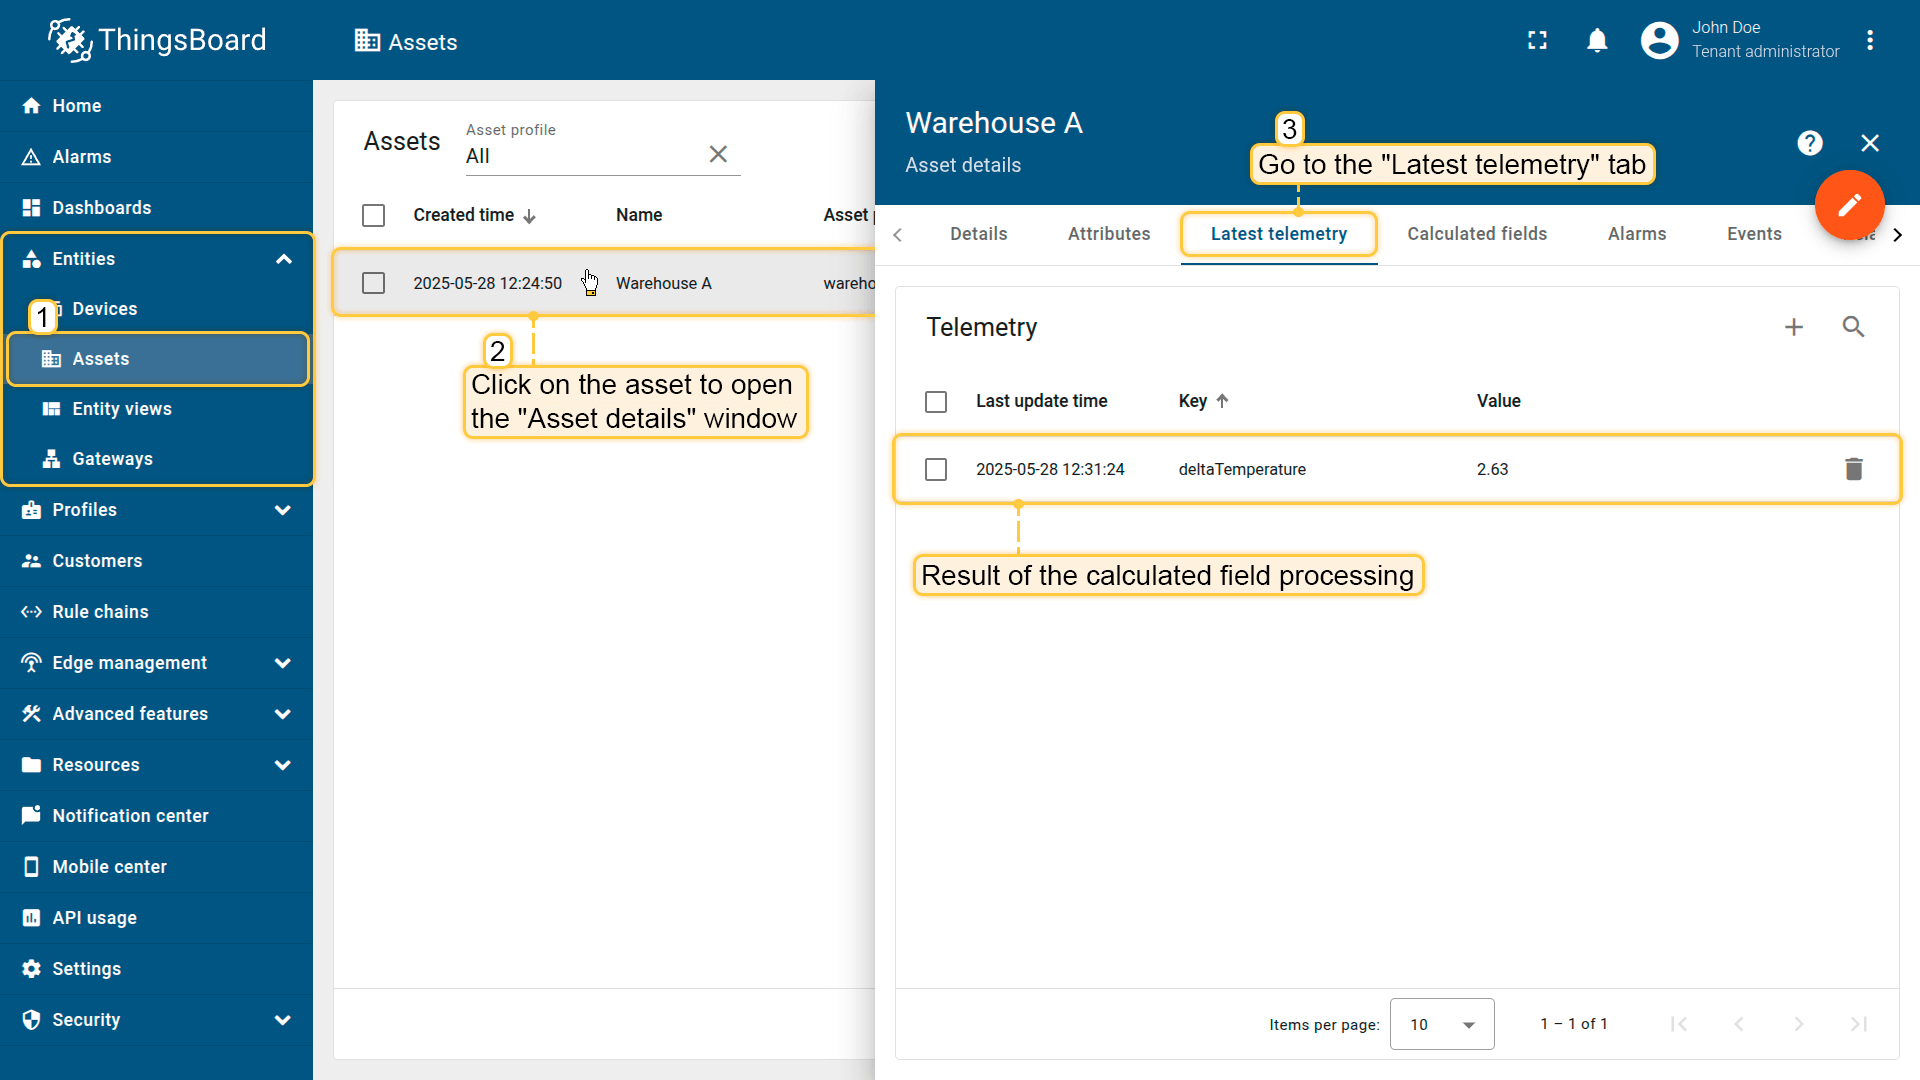 ThingsBoard
Assets
John Doe
Tenant administrator
Home
Alarms
Dashboards
Entities
1
Devices
Assets
Entity views
Gateways
Profiles
Customers
Rule chains
Edge management
Advanced features
Resources
Notification center
Mobile center
API usage
Settings
Security
Assets
Asset profile
All
Created time
Name
Asset
2025-05-28 12:24:50
Warehouse A
wareho
2
Click on the asset to open
the "Asset details" window
Warehouse A
Asset details
3
Go to the "Latest telemetry" tab
Details
Attributes
Latest telemetry
Calculated fields
Alarms
Events
Telemetry
Last update time
Key
Value
2025-05-28 12:31:24
deltaTemperature
2.63
Result of the calculated field processing
Items per page:
10
1 – 1 of 1